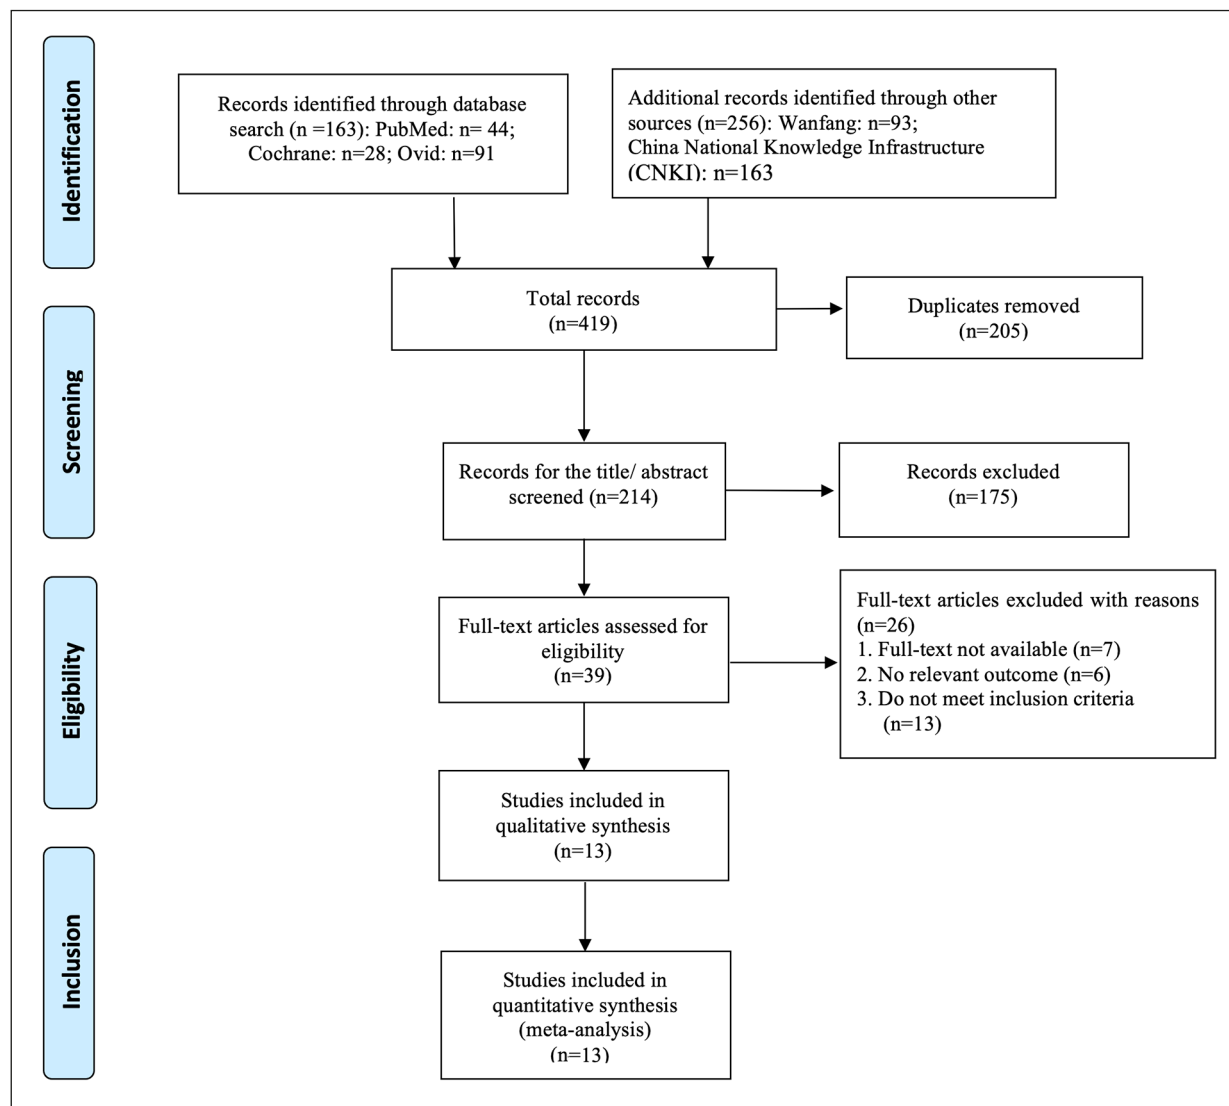 Identification
Records identified through database
search (n =163): PubMed: n= 44;
Cochrane: n=28; Ovid: n=91
Additional records identified through other
sources (n=256): Wanfang: n=93;
China National Knowledge Infrastructure
(CNKI): n=163
Total records
(n=419)
Duplicates removed
(n=205)
Screening
Records for the title/ abstract
screened (n=214)
Records excluded
(n=175)
Eligibility
Full-text articles assessed for
eligibility
(n=39)
Full-text articles excluded with reasons
(n=26)
1. Full-text not available (n=7)
2. No relevant outcome (n=6)
3. Do not meet inclusion criteria
(n=13)
Studies included in
qualitative synthesis
(n=13)
Inclusion
Studies included in
quantitative synthesis
(meta-analysis)
(n=13)